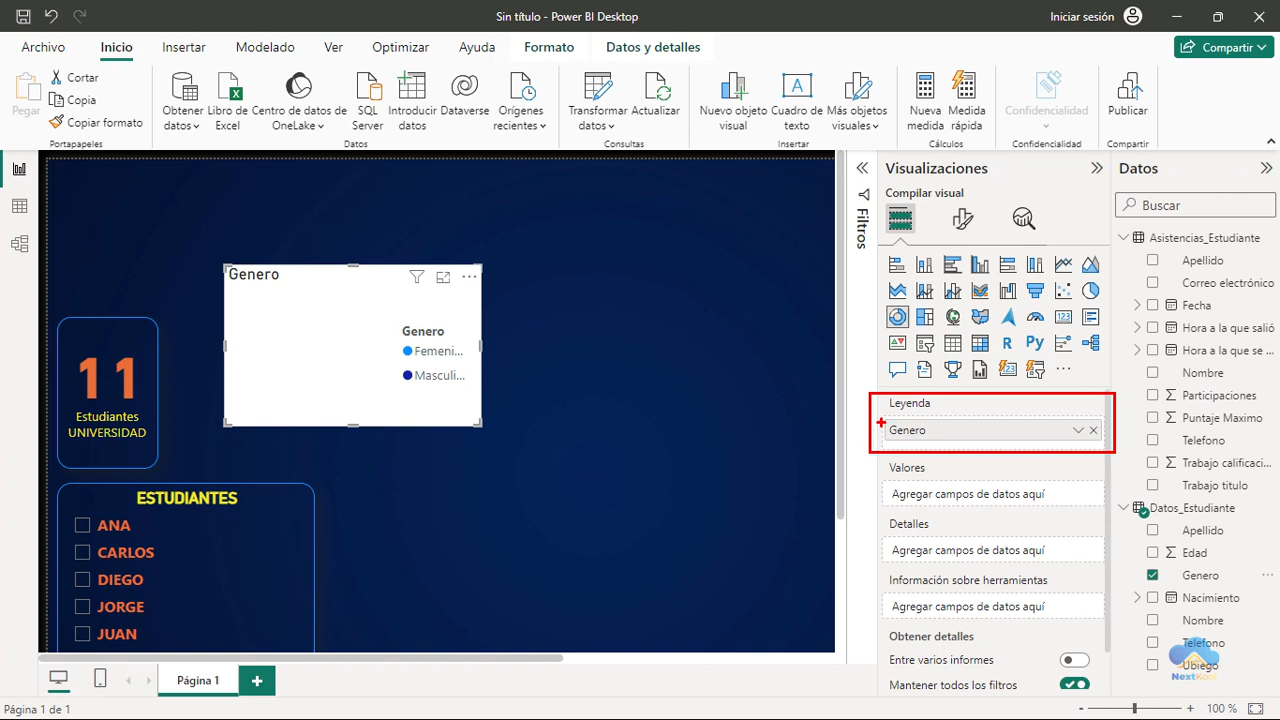 Sin título - Power BI Desktop
Iniciar sesión
Archivo
Inicio
Insertar
Modelado
Ver
Optimizar
Ayuda
Formato
Datos y detalles
Compartir
Pegar
Cortar
Copia
Copiar formato
Portapapeles
Obtener datos
Libro de Excel
Centro de datos de OneLake
SQL Server
Introducir datos
Dataverse
Orígenes recientes
Datos
Transformar datos
Actualizar
Consultas
Nuevo objeto visual
Cuadro de texto
Más objetos visuales
Insertar
Nueva medida
Medida rápida
Cálculos
Confidencialidad
Confidencialidad
Publicar
Compartir
Genero
Genero
Femeni...
Masculi...
11
Estudiantes
UNIVERSIDAD
ESTUDIANTES
ANA
CARLOS
DIEGO
JORGE
JUAN
Filtros
Visualizaciones
Compilar visual
R
Py
123
Leyenda
Genero
Valores
Agregar campos de datos aquí
Detalles
Agregar campos de datos aquí
Información sobre herramientas
Agregar campos de datos aquí
Obtener detalles
Entre varios informes
Mantener todos los filtros
Datos
Buscar
Asistencias_Estudiante
Apellido
Correo electrónico
Fecha
Hora a la que salió
Hora a la que se ...
Nombre
Participaciones
Puntaje Maximo
Telefono
Trabajo calificaci...
Trabajo titulo
Datos_Estudiante
Apellido
Edad
Genero
Nacimiento
Nombre
Telefono
Ubiego
NextKool
Página 1
Página 1 de 1
100 %